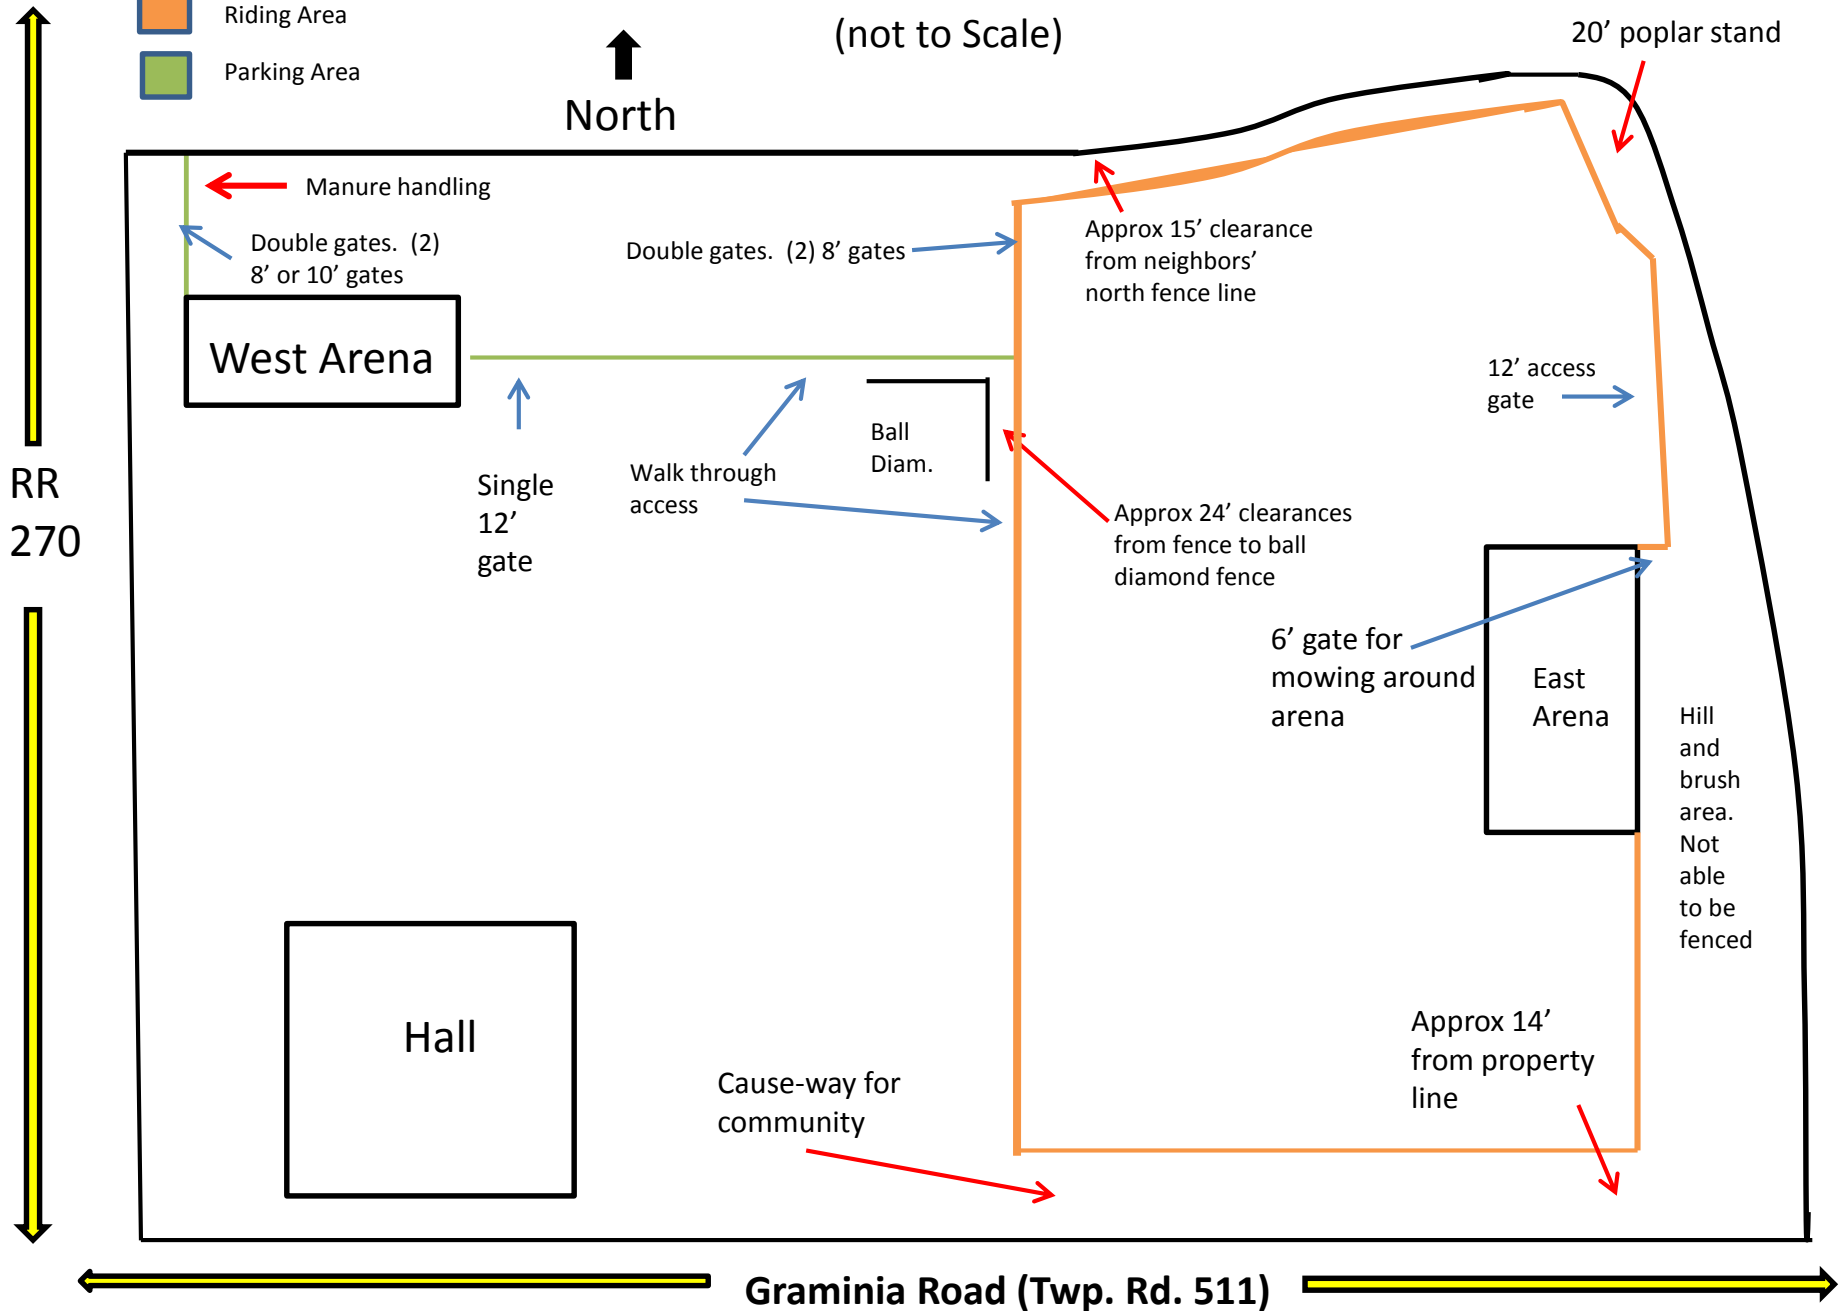 Riding Area
Parking Area
(not to Scale)
20’ poplar stand
North
Manure handling
Double gates. (2)
8’ or 10’ gates
Double gates. (2) 8’ gates
Approx 15’ clearance
from neighbors’
north fence line
West Arena
12’ access
gate
Ball
Diam.
RR
270
Single
12’
gate
Walk through
access
Approx 24’ clearances
from fence to ball
diamond fence
6’ gate for
mowing around
arena
East
Arena
Hill
and
brush
area.
Not
able
to be
fenced
Hall
Cause-way for
community
Approx 14’
from property
line
Graminia Road (Twp. Rd. 511)